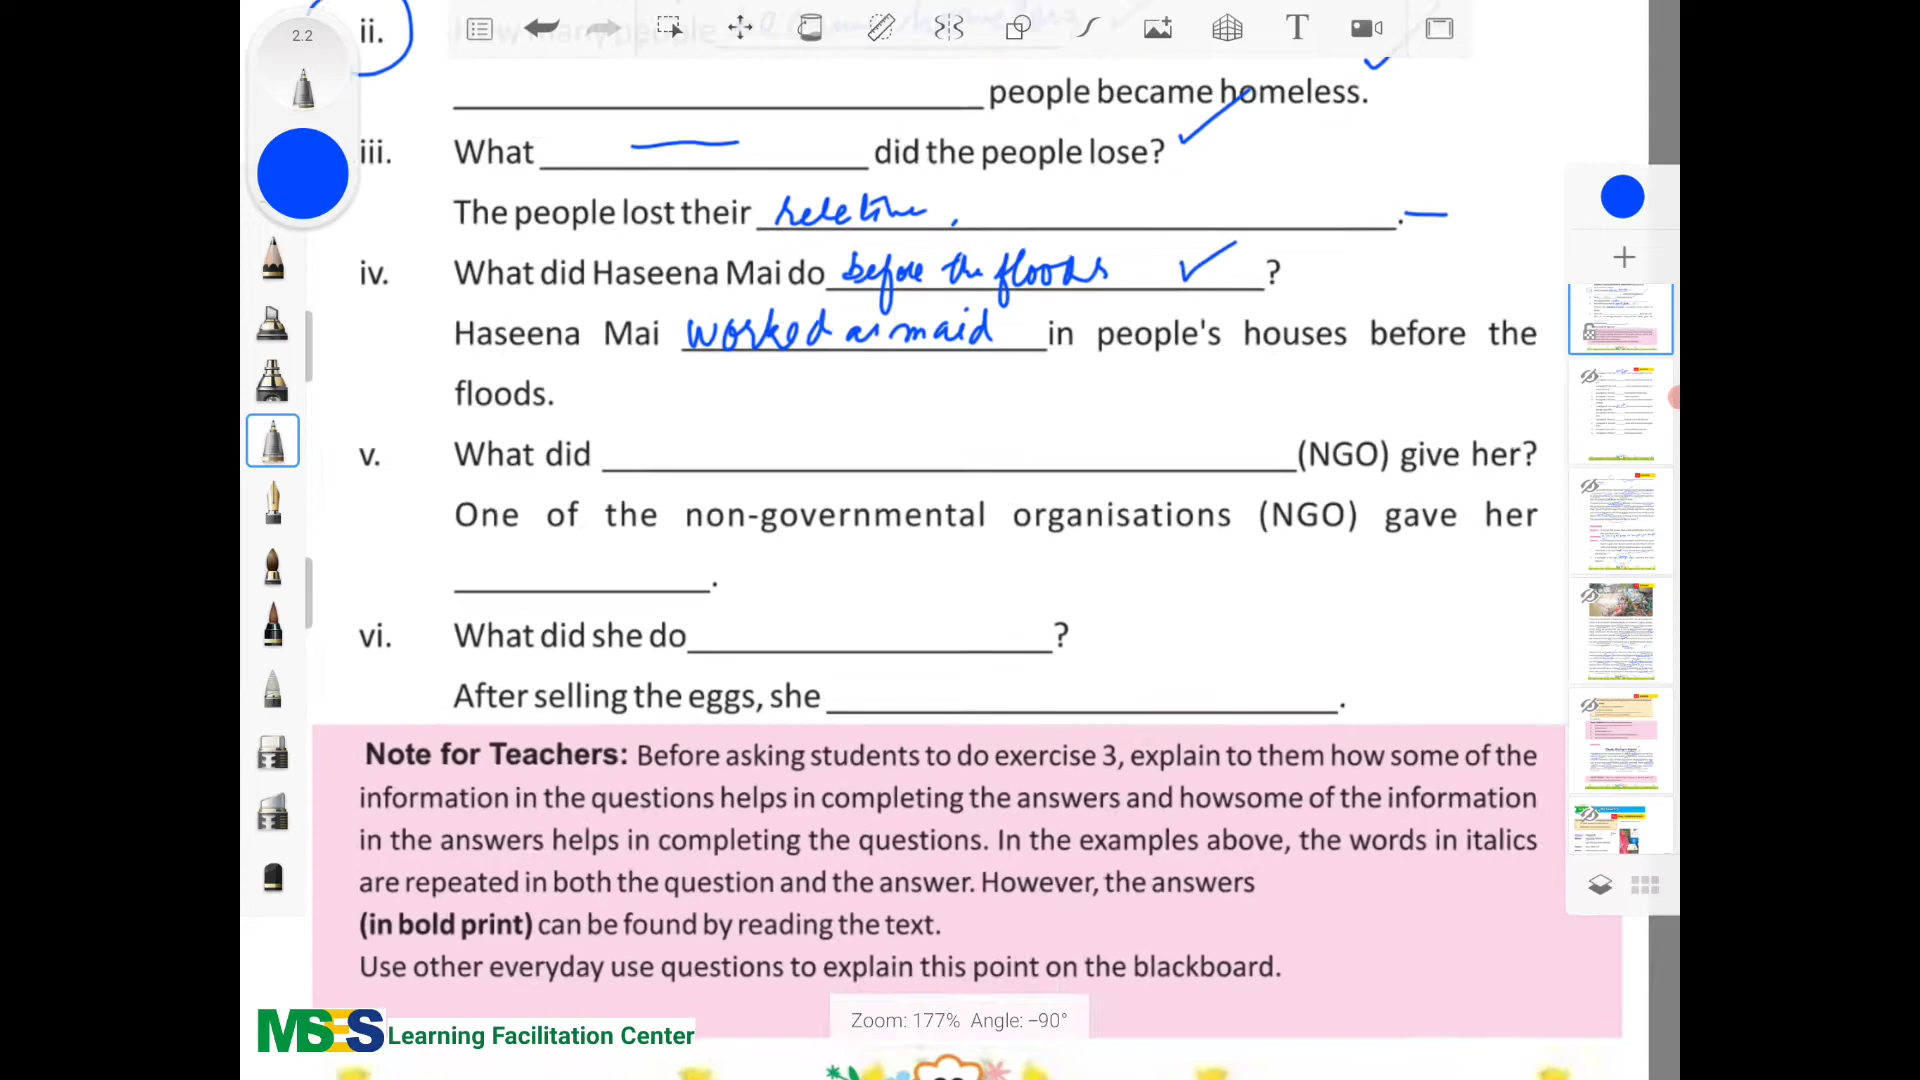 2.2
ii.
How many people
people became homeless.
iii. What did the people lose?
The people lost their .
iv. What did Haseena Mai do before the floods ?
Haseena Mai worked as maid in people's houses before the
floods.
v. What did (NGO) give her?
One of the non-governmental organisations (NGO) gave her
.
vi. What did she do ?
After selling the eggs, she .
Note for Teachers: Before asking students to do exercise 3, explain to them how some of the
information in the questions helps in completing the answers and howsome of the information
in the answers helps in completing the questions. In the examples above, the words in italics
are repeated in both the question and the answer. However, the answers
(in bold print) can be found by reading the text.
Use other everyday use questions to explain this point on the blackboard.
Zoom: 177% Angle: –90°
MSES Learning Facilitation Center